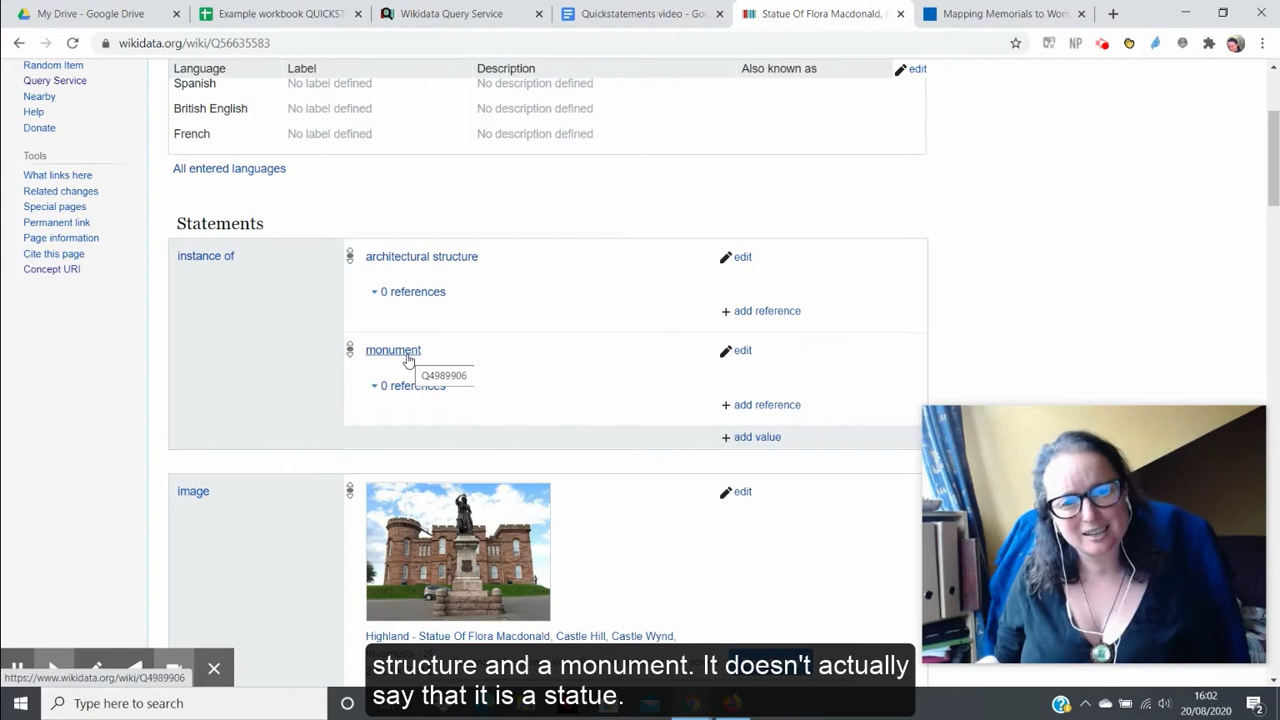 My Drive - Google Drive
Example workbook QUICKST
Wikidata Query Service
Quickstatements video - Go
Statue Of Flora Macdonald, C
Mapping Memorials to Wom
wikidata.org/wiki/Q56635583
NP
Random Item
Query Service
Nearby
Help
Donate
Tools
What links here
Related changes
Special pages
Permanent link
Page information
Cite this page
Concept URI
Language Label Description Also known as edit
Spanish No label defined No description defined
British English No label defined No description defined
French No label defined No description defined
All entered languages
Statements
instance of
architectural structure edit
0 references
+ add reference
monument edit
Q4989906
0 references
+ add reference
+ add value
image edit
Highland - Statue Of Flora Macdonald, Castle Hill, Castle Wynd,
structure and a monument. It doesn't actually
say that it is a statue.
https://www.wikidata.org/wiki/Q4989906
Type here to search
16:02
20/08/2020
2